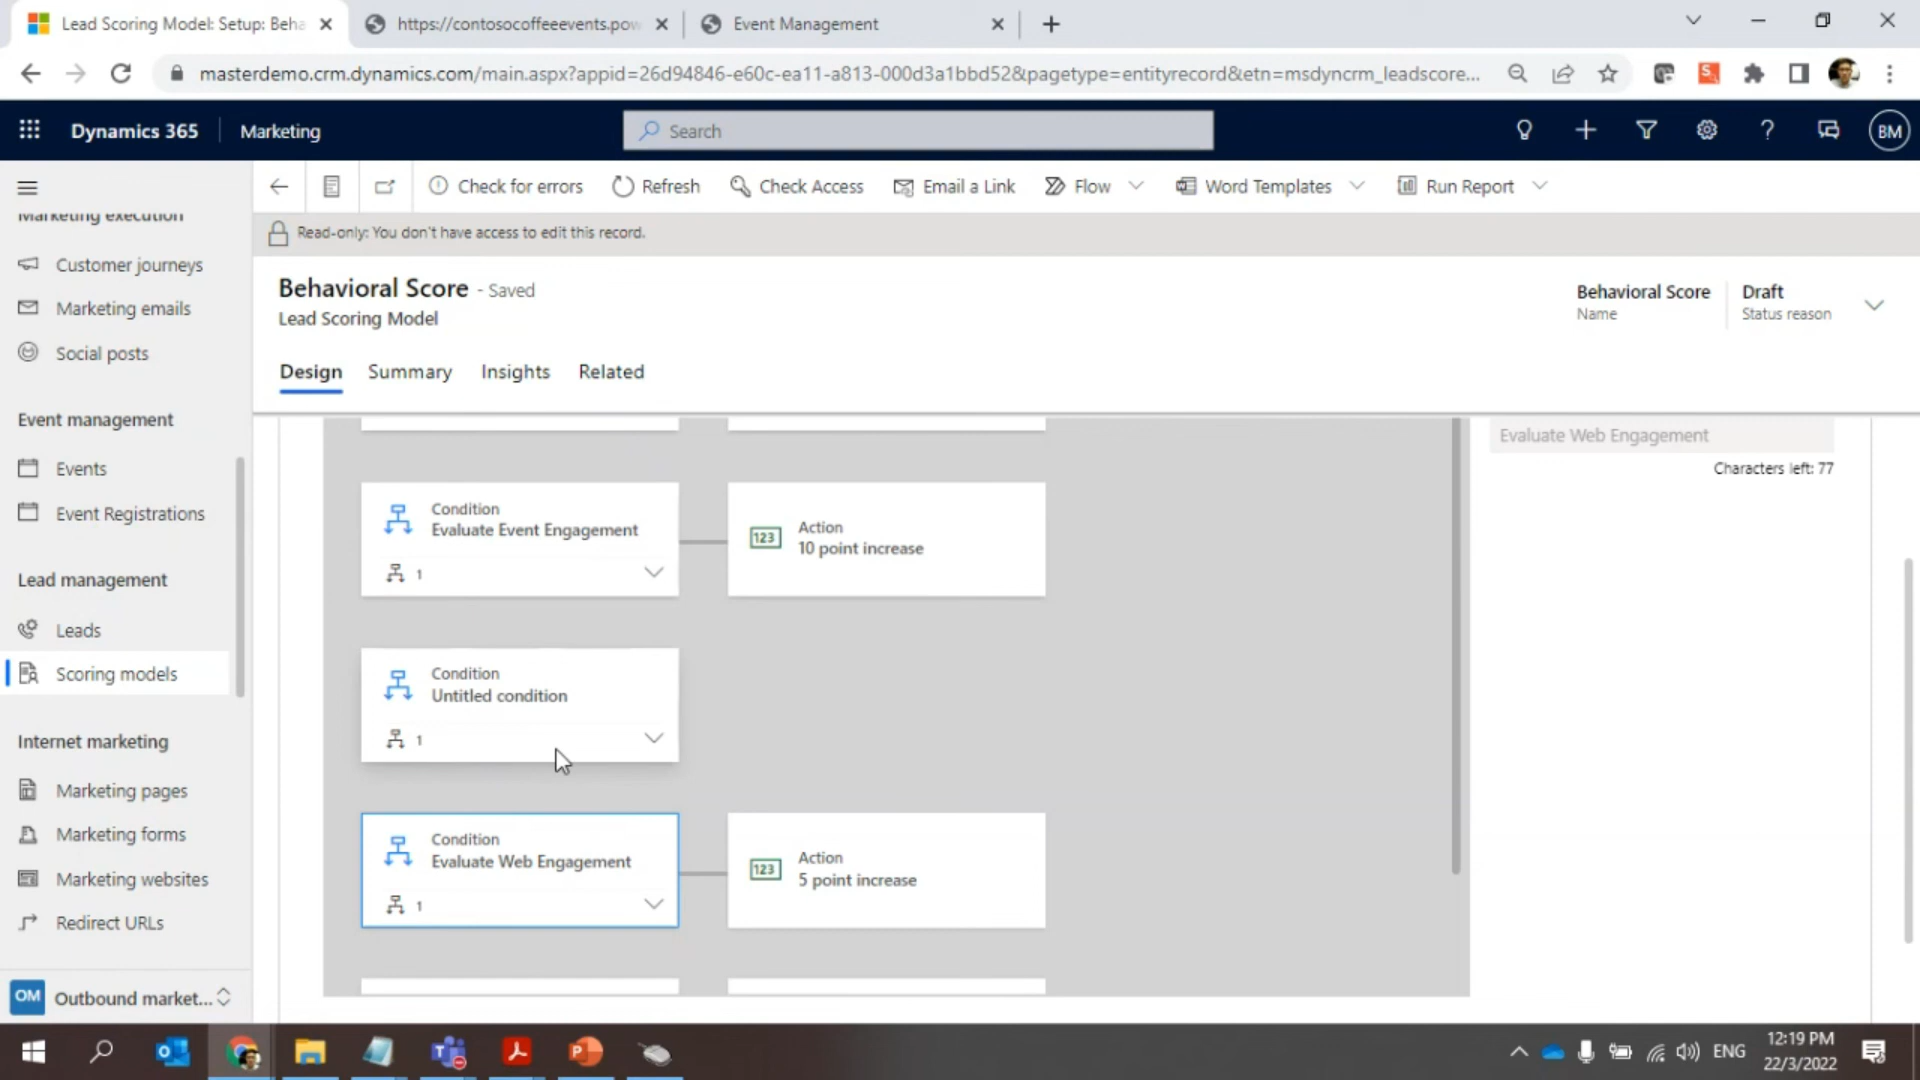 Lead Scoring Model: Setup: Beha
https://contosocoffeeevents.pow
Event Management
masterdemo.crm.dynamics.com/main.aspx?appid=26d94846-e60c-ea11-a813-000d3a1bbd52&pagetype=entityrecord&etn=msdyncrm_leadscore...
Dynamics 365
Marketing
Search
BM
Check for errors
Refresh
Check Access
Email a Link
Flow
Word Templates
Run Report
Read-only: You don't have access to edit this record.
Marketing execution
Customer journeys
Marketing emails
Social posts
Event management
Events
Event Registrations
Lead management
Leads
Scoring models
Internet marketing
Marketing pages
Marketing forms
Marketing websites
Redirect URLs
OM Outbound market...
Behavioral Score - Saved
Lead Scoring Model
Behavioral Score
Name
Draft
Status reason
Design
Summary
Insights
Related
Condition
Evaluate Event Engagement
1
Action
10 point increase
123
Condition
Untitled condition
1
Condition
Evaluate Web Engagement
1
Action
5 point increase
123
Evaluate Web Engagement
Characters left: 77
ENG
12:19 PM
22/3/2022